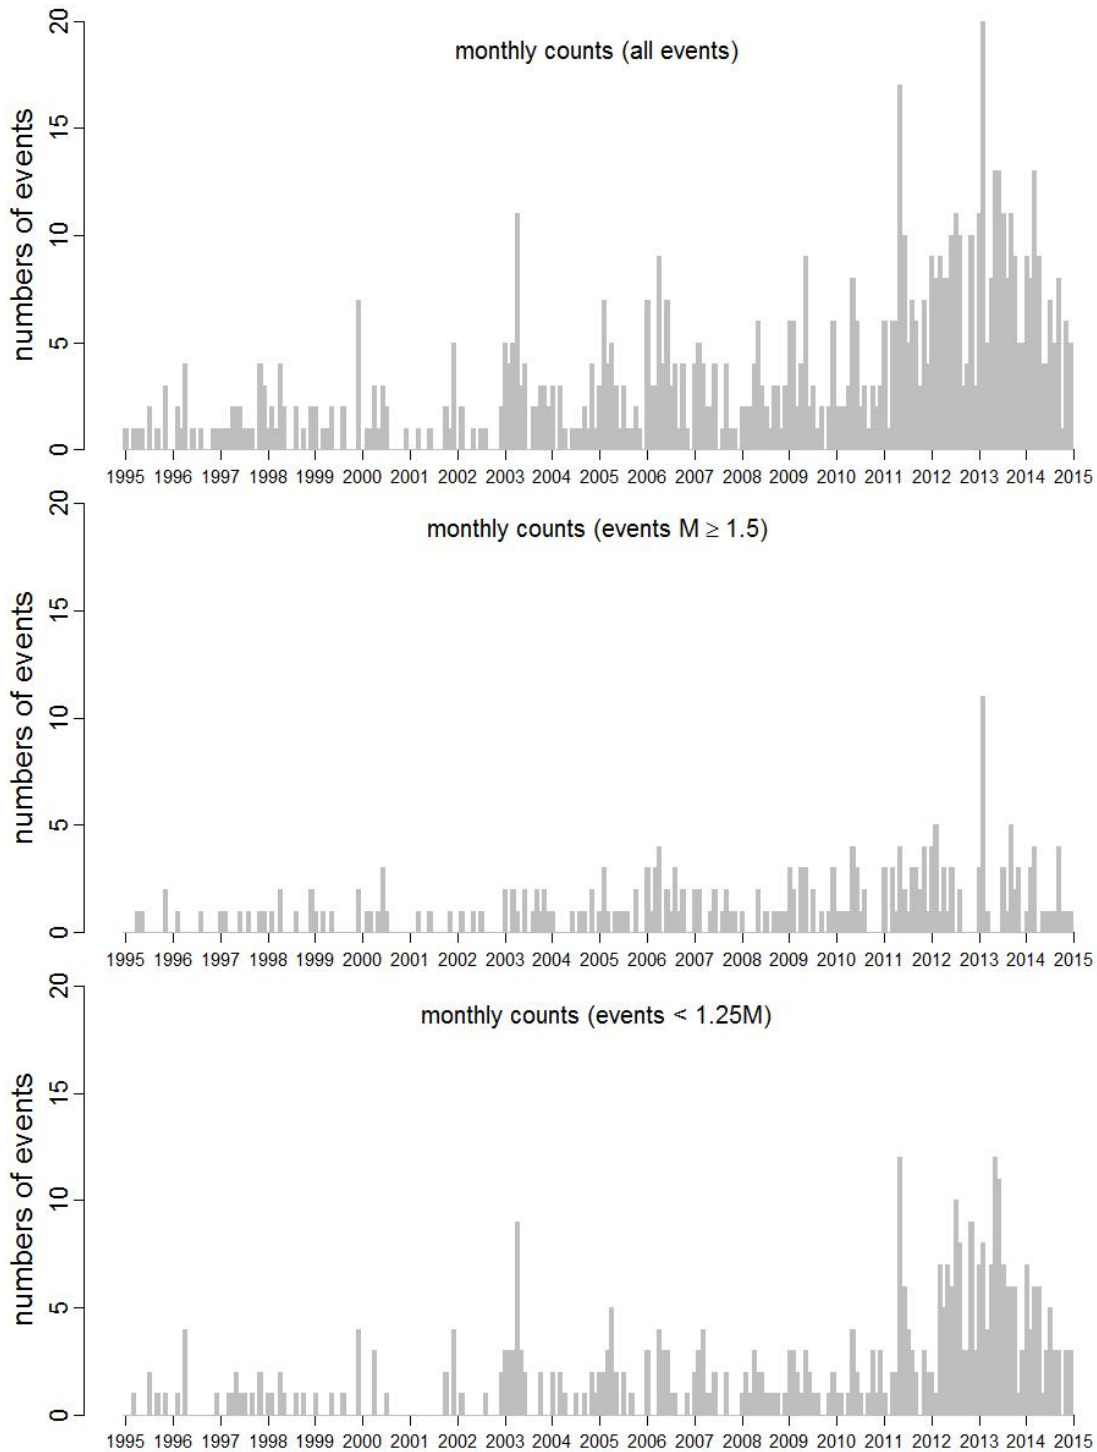 monthly counts (all events)
numbers of events
20
15
10
5
0
1995 1996 1997 1998 1999 2000 2001 2002 2003 2004 2005 2006 2007 2008 2009 2010 2011 2012 2013 2014 2015
monthly counts (events M ≥ 1.5)
numbers of events
20
15
10
5
0
1995 1996 1997 1998 1999 2000 2001 2002 2003 2004 2005 2006 2007 2008 2009 2010 2011 2012 2013 2014 2015
monthly counts (events < 1.25M)
numbers of events
20
15
10
5
0
1995 1996 1997 1998 1999 2000 2001 2002 2003 2004 2005 2006 2007 2008 2009 2010 2011 2012 2013 2014 2015